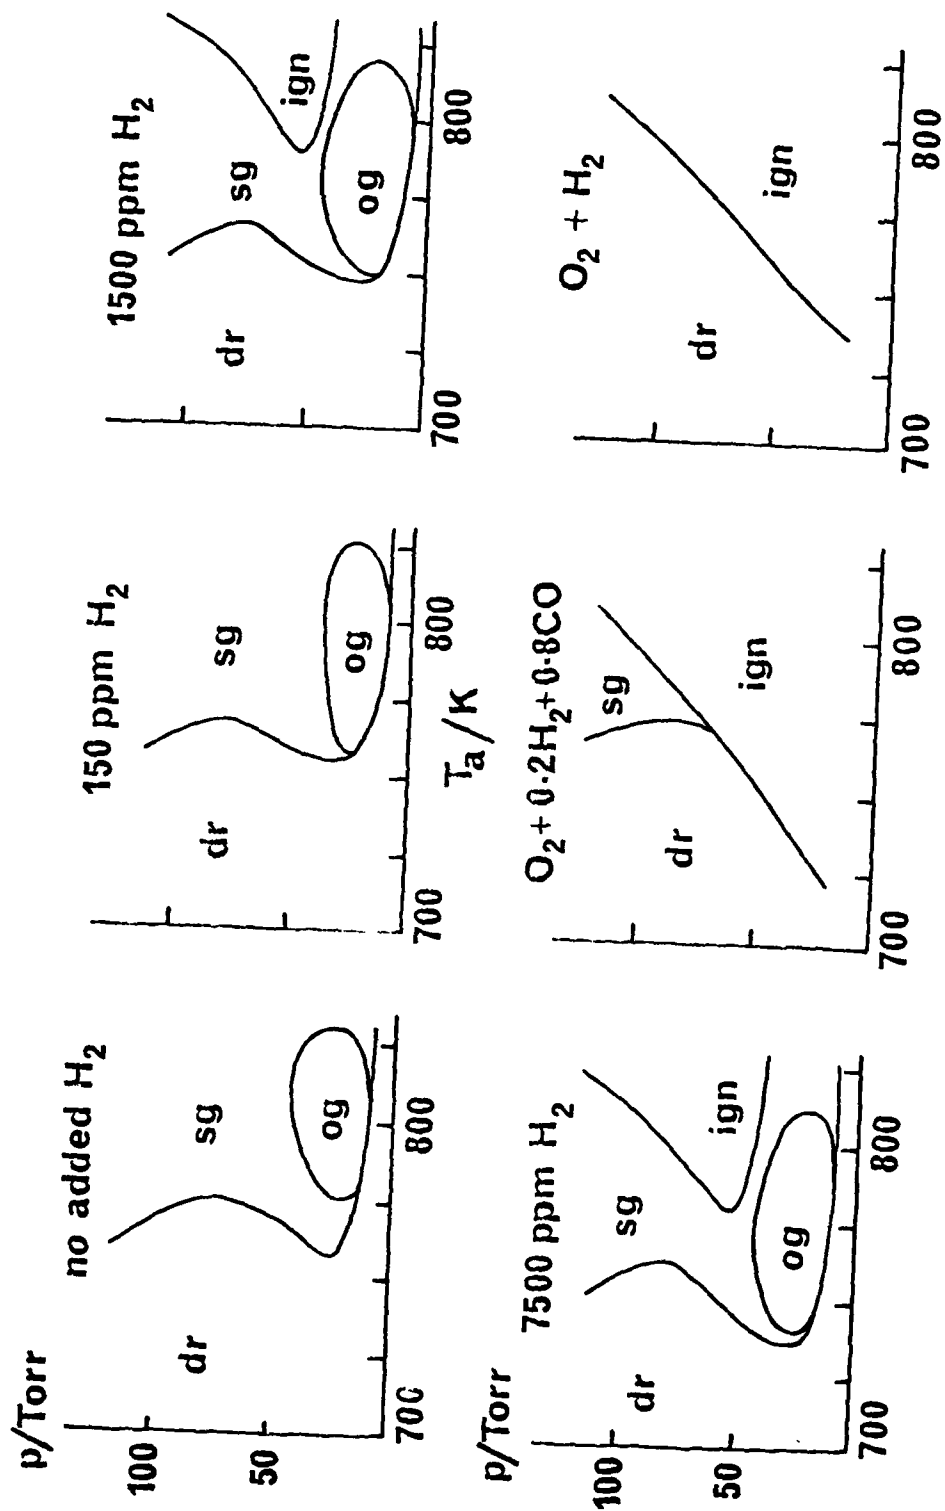 p/Torr
no added H₂
100
50
dr
sg
og
700
800
150 ppm H₂
dr
sg
og
700
800
Tₐ/K
1500 ppm H₂
dr
sg
ign
og
700
800
p/Torr
7500 ppm H₂
100
50
dr
sg
ign
og
700
800
O₂+0·2H₂+0·8CO
dr
sg
ign
700
800
O₂ + H₂
dr
ign
700
800